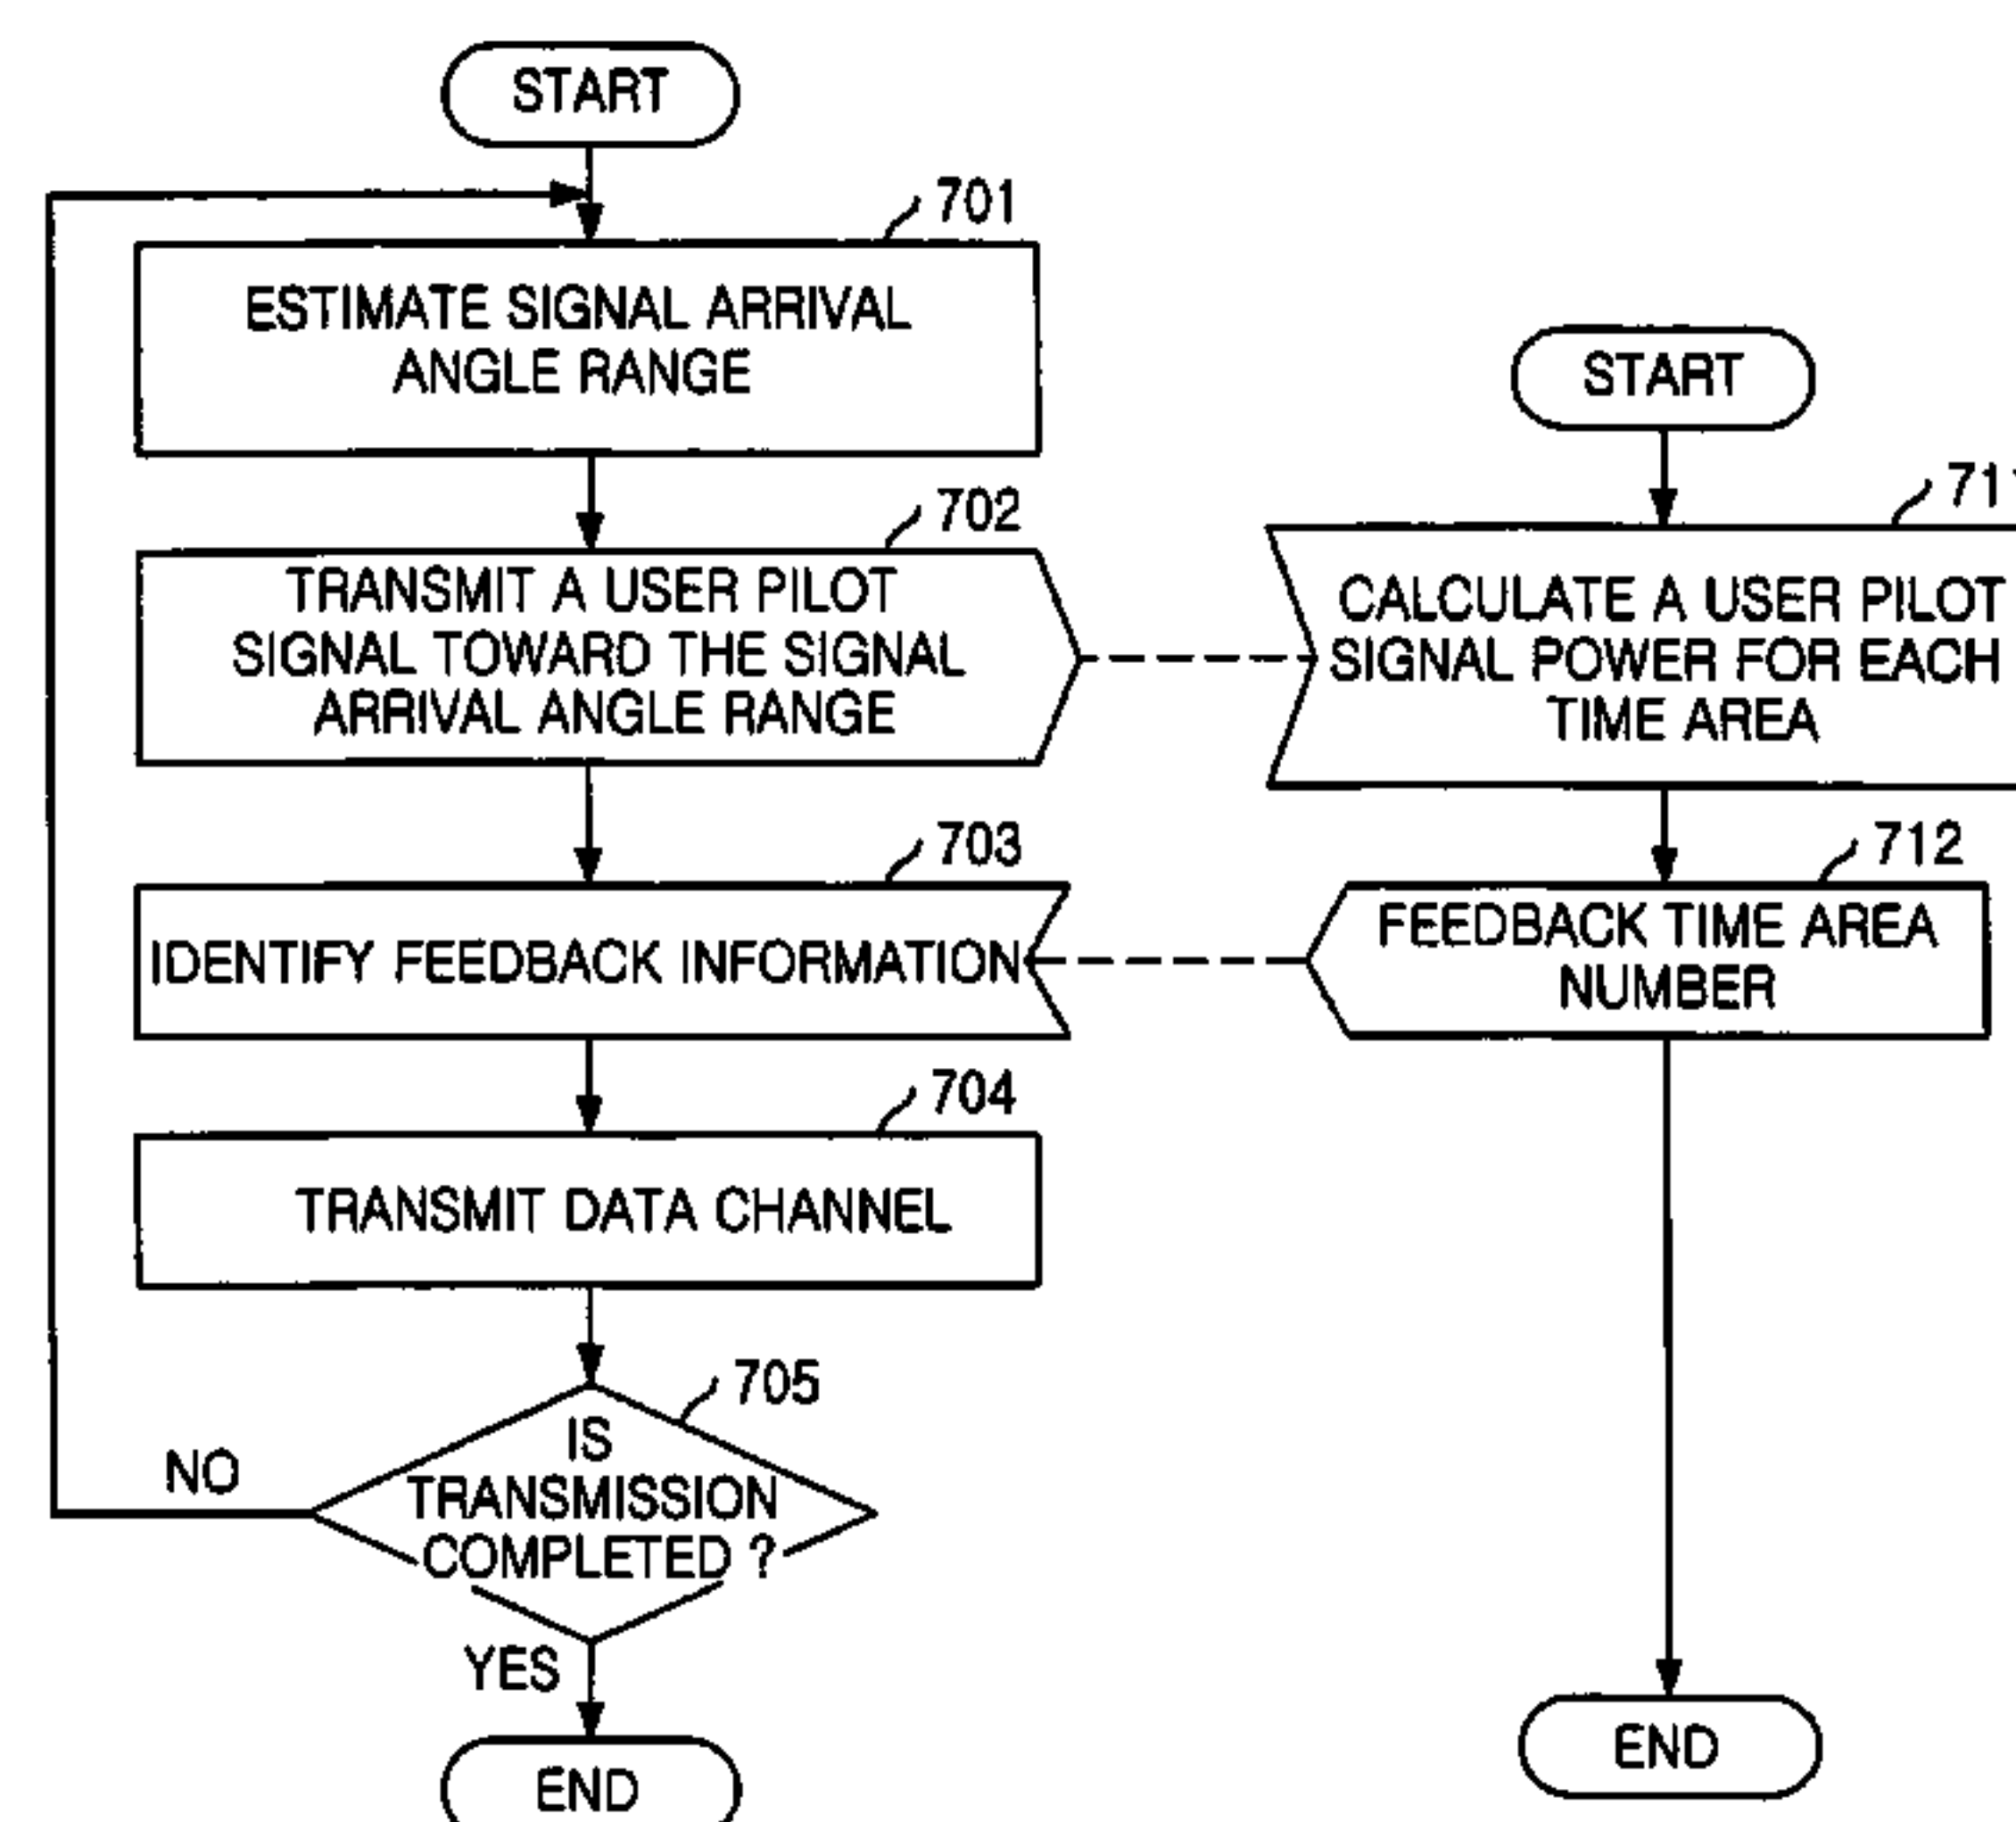 START
701
ESTIMATE SIGNAL ARRIVAL
ANGLE RANGE
702
TRANSMIT A USER PILOT
SIGNAL TOWARD THE SIGNAL
ARRIVAL ANGLE RANGE
703
IDENTIFY FEEDBACK INFORMATION
704
TRANSMIT DATA CHANNEL
705
IS
TRANSMISSION
COMPLETED ?
NO
YES
END
START
CALCULATE A USER PILOT
SIGNAL POWER FOR EACH
TIME AREA
712
FEEDBACK TIME AREA
NUMBER
END